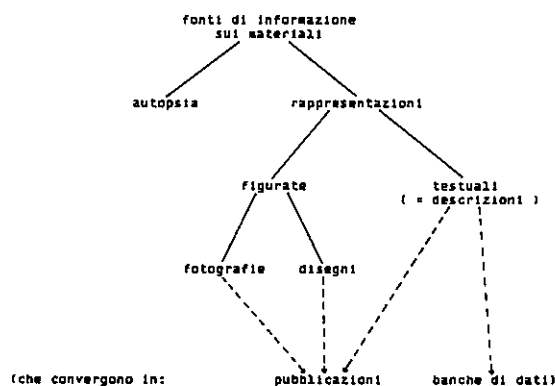 fonti di informazione
sui materiali
autopsia rappresentazioni
figurate testuali
( = descrizioni )
fotografie disegni
(che convergono in: pubblicazioni banche di dati)